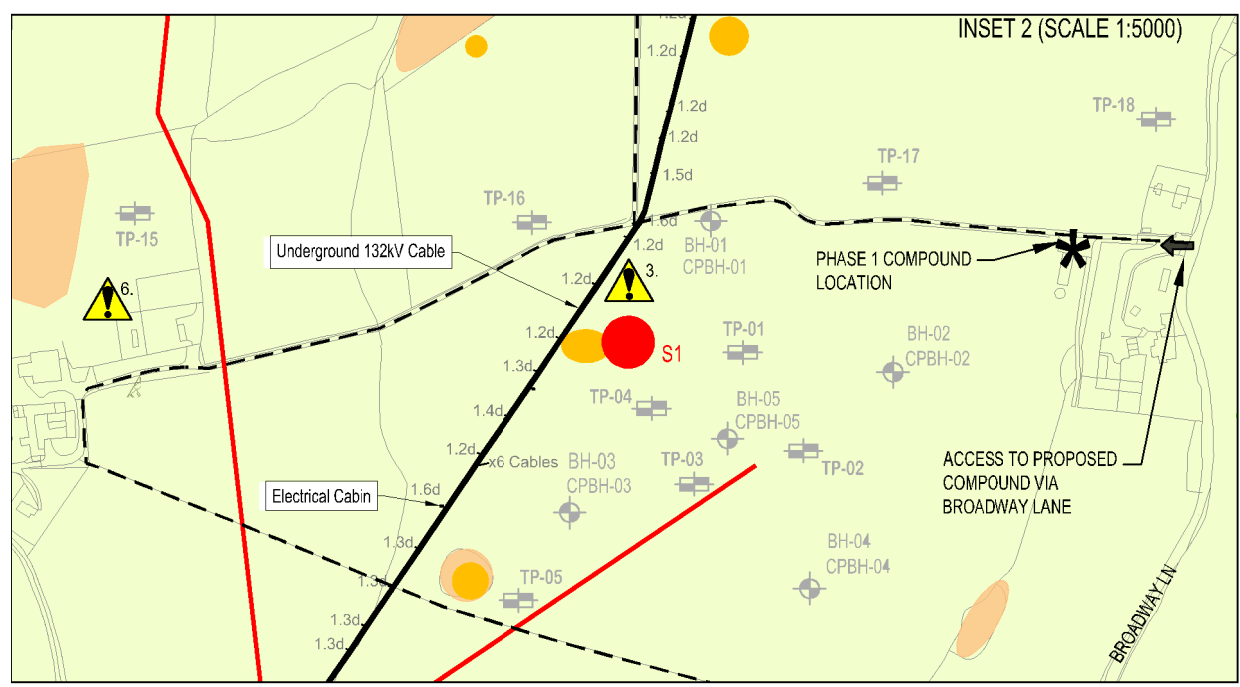 INSET 2 (SCALE 1:5000)
1.2d
1.2d
TP-18
1.2d
1.2d
TP-17
1.5d
TP-16
TP-15
1.6d
1.2d
BH-01
CPBH-01
Underground 132kV Cable
PHASE 1 COMPOUND
LOCATION
3.
1.2d
6.
1.2d
S1
TP-01
BH-02
CPBH-02
1.3d
TP-04
BH-05
CPBH-05
1.4d
1.2d
x6 Cables
BH-03
CPBH-03
TP-03
TP-02
ACCESS TO PROPOSED
COMPOUND VIA
BROADWAY LANE
Electrical Cabin
1.6d
1.3d
BH-04
CPBH-04
1.3d
TP-05
BROADWAY LN
1.3d
1.3d